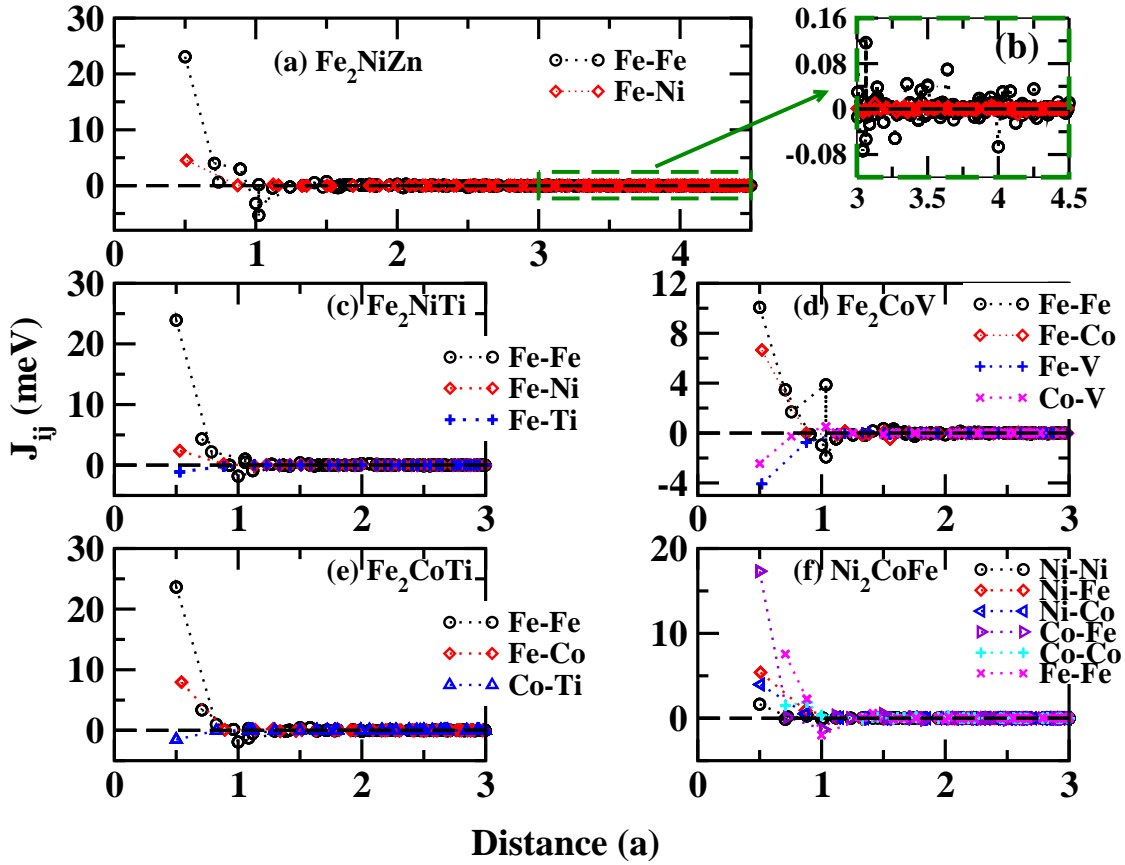 30
20
10
0
(a) Fe2NiZn
Fe-Fe
Fe-Ni
0 1 2 3 4
0.16
0.08
0
-0.08
(b)
3 3.5 4 4.5
Jij (meV)
30
20
10
0
(c) Fe2NiTi
Fe-Fe
Fe-Ni
Fe-Ti
0 1 2 3
12
8
4
0
-4
(d) Fe2CoV
Fe-Fe
Fe-Co
Fe-V
Co-V
0 1 2 3
30
20
10
0
(e) Fe2CoTi
Fe-Fe
Fe-Co
Co-Ti
0 1 2 3
20
10
0
(f) Ni2CoFe
Ni-Ni
Ni-Fe
Ni-Co
Co-Fe
Co-Co
Fe-Fe
0 1 2 3
Distance (a)